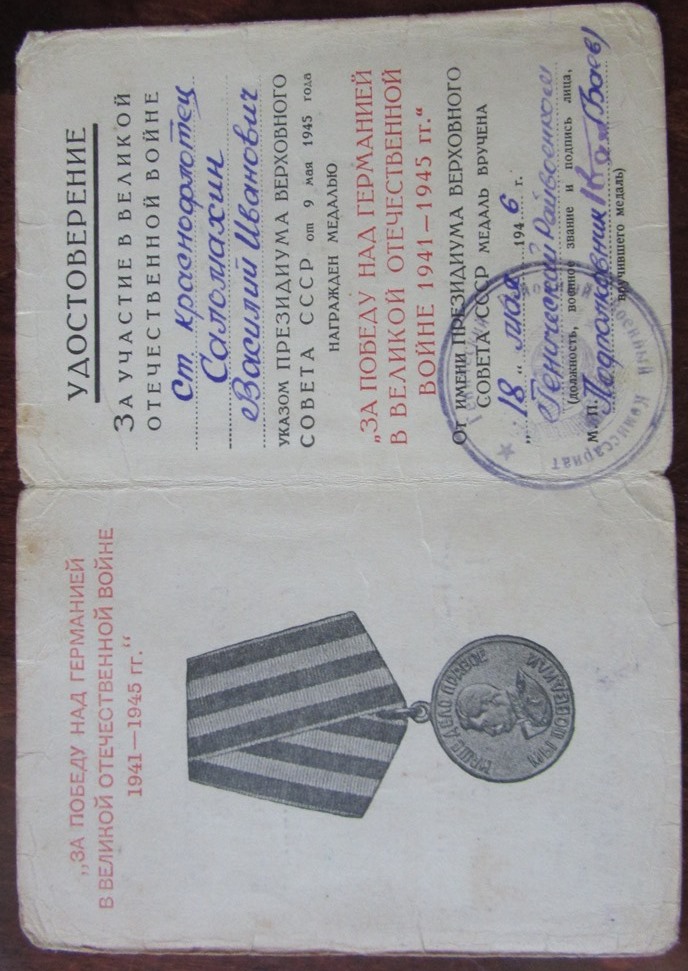 „ЗА ПОБЕДУ НАД ГЕРМАНИЕЙ
В ВЕЛИКОЙ ОТЕЧЕСТВЕННОЙ ВОЙНЕ
1941—1945 гг.“
НАШЕ ДЕЛО ПРАВОЕ
МЫ ПОБЕДИЛИ
УДОСТОВЕРЕНИЕ
ЗА УЧАСТИЕ В ВЕЛИКОЙ
ОТЕЧЕСТВЕННОЙ ВОЙНЕ
Ст. краснофлотец
Саломахин
Василий Иванович
УКАЗОМ ПРЕЗИДИУМА ВЕРХОВНОГО
СОВЕТА СССР от 9 мая 1945 года
НАГРАЖДЕН МЕДАЛЬЮ
„ЗА ПОБЕДУ НАД ГЕРМАНИЕЙ
В ВЕЛИКОЙ ОТЕЧЕСТВЕННОЙ
ВОЙНЕ 1941—1945 гг.“
ОТ ИМЕНИ ПРЕЗИДИУМА ВЕРХОВНОГО
СОВЕТА СССР МЕДАЛЬ ВРУЧЕНА
„18“ мая 1946 г.
Генический Райвоенком
(должность, военное звание и подпись лица,
М. П. Подполковник (Баев)
вручившего медаль)
Военный Комиссариат